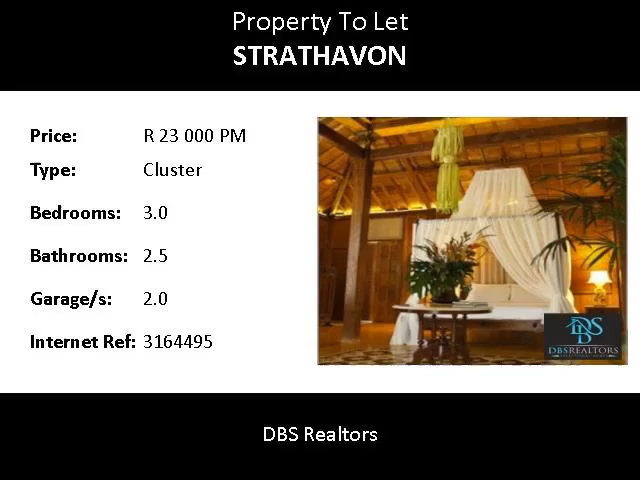 Property To Let
STRATHAVON
Price: R 23 000 PM
Type: Cluster
Bedrooms: 3.0
Bathrooms: 2.5
Garage/s: 2.0
Internet Ref: 3164495
DBS
DBSREALTORS
DBS Realtors